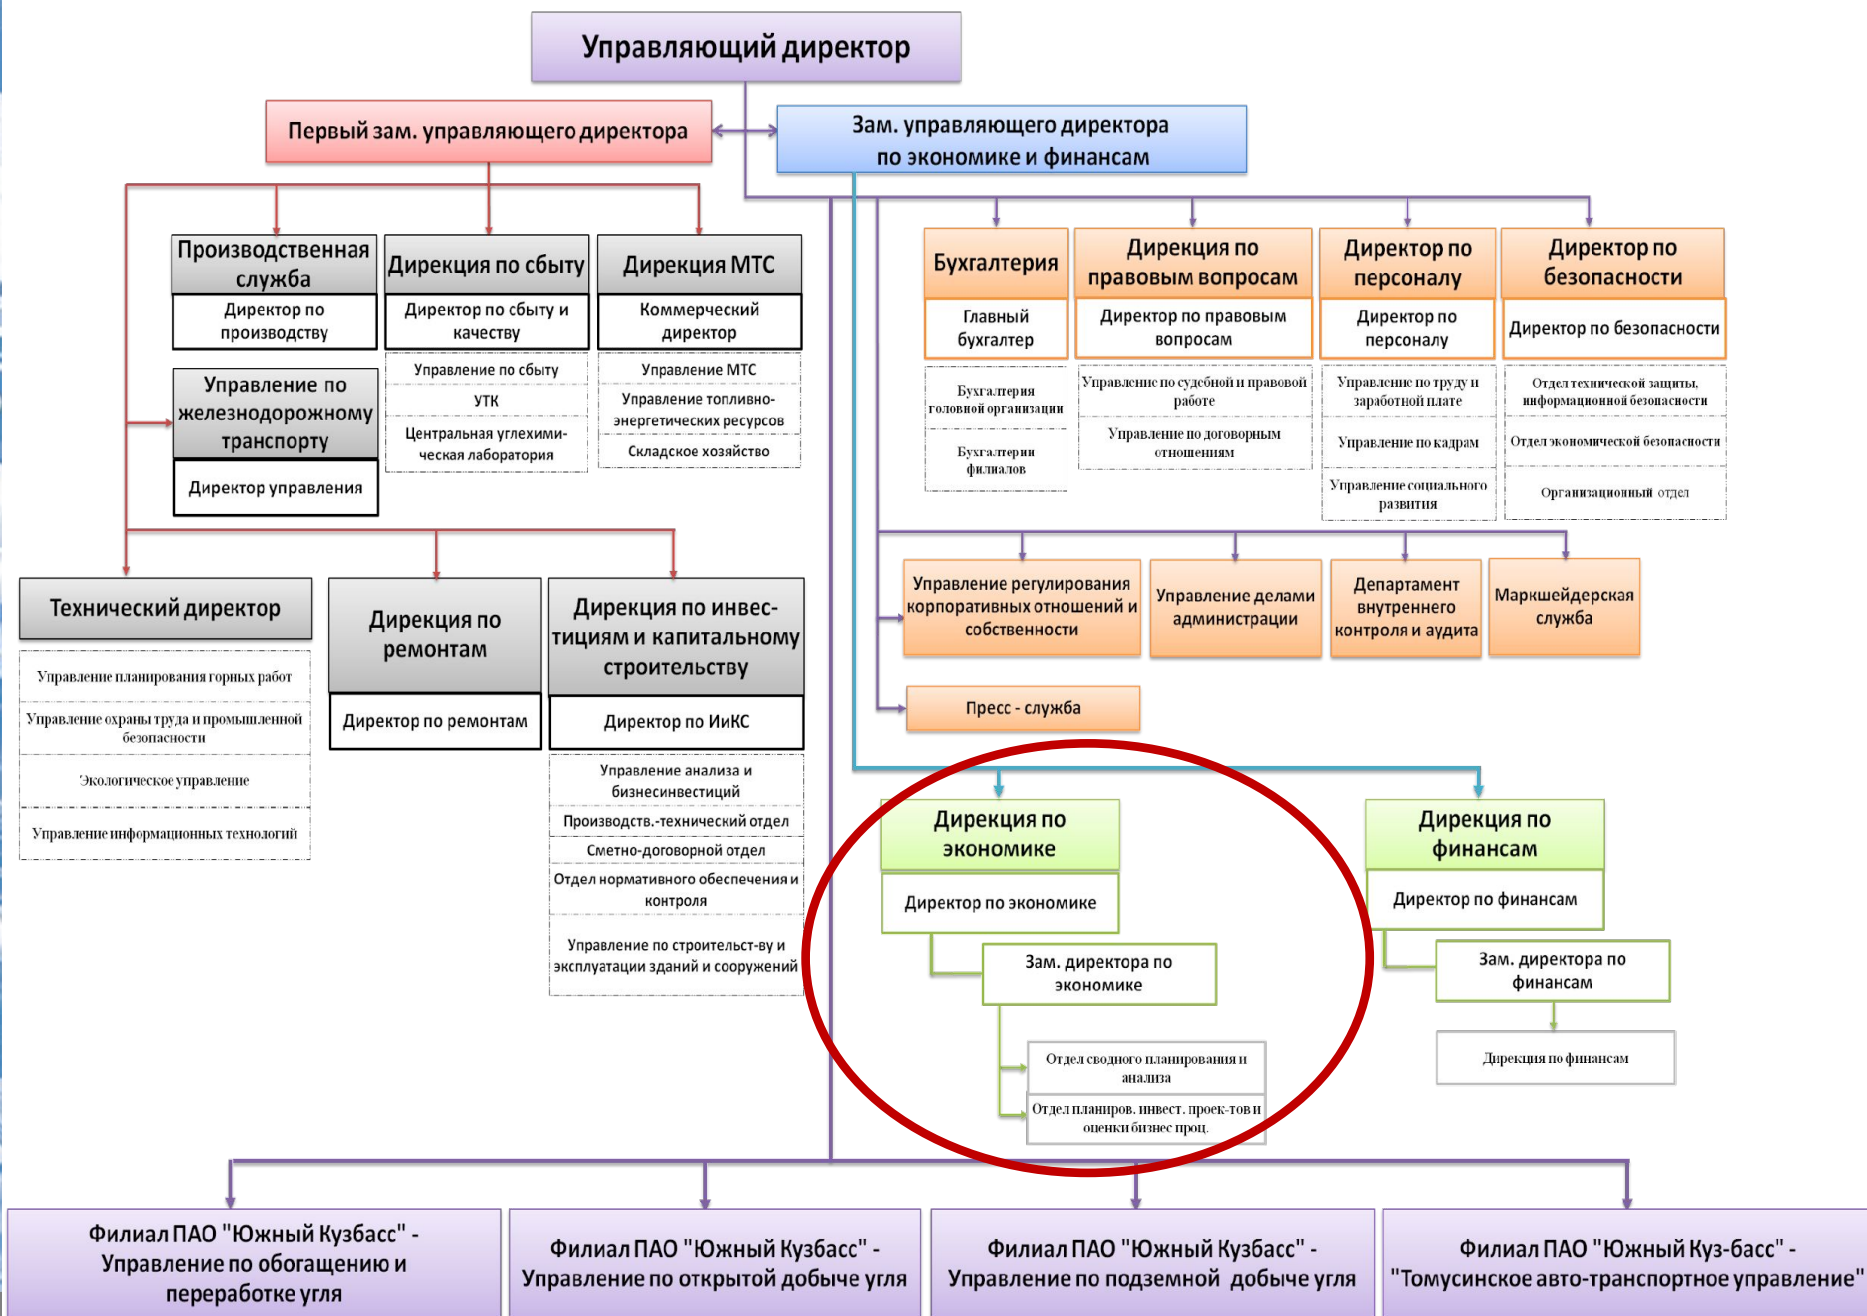 Управляющий директор
Первый зам. управляющего директора
Зам. управляющего директора
по экономике и финансам
Производственная
служба
Директор по
производству
Дирекция по сбыту
Директор по сбыту и
качеству
Управление по сбыту
УТК
Центральная углехими-
ческая лаборатория
Дирекция МТС
Коммерческий
директор
Управление МТС
Управление топливно-
энергетических ресурсов
Складское хозяйство
Управление по
железнодорожному
транспорту
Директор управления
Бухгалтерия
Главный
бухгалтер
Бухгалтерия
головной организации
Бухгалтерии
филиалов
Дирекция по
правовым вопросам
Директор по правовым
вопросам
Управление по судебной и правовой
работе
Управление по договорным
отношениям
Директор по
персоналу
Директор по
персоналу
Управление по труду и
заработной плате
Управление по кадрам
Управление социального
развития
Директор по
безопасности
Директор по безопасности
Отдел технической защиты,
информационной безопасности
Отдел экономической безопасности
Организационный отдел
Технический директор
Управление планирования горных работ
Управление охраны труда и промышленной
безопасности
Экологическое управление
Управление информационных технологий
Дирекция по
ремонтам
Директор по ремонтам
Дирекция по инвес-
тициям и капитальному
строительству
Директор по ИиКС
Управление анализа и
бизнесинвестиций
Производств.-технический отдел
Сметно-договорной отдел
Отдел нормативного обеспечения и
контроля
Управление по строительст-ву и
эксплуатации зданий и сооружений
Управление регулирования
корпоративных отношений и
собственности
Управление делами
администрации
Департамент
внутреннего
контроля и аудита
Маркшейдерская
служба
Пресс - служба
Дирекция по
экономике
Директор по экономике
Зам. директора по
экономике
Отдел сводного планирования и
анализа
Отдел планиров. инвест. проек-тов и
оценки бизнес проц.
Дирекция по
финансам
Директор по финансам
Зам. директора по
финансам
Дирекция по финансам
Филиал ПАО "Южный Кузбасс" -
Управление по обогащению и
переработке угля
Филиал ПАО "Южный Кузбасс" -
Управление по открытой добыче угля
Филиал ПАО "Южный Кузбасс" -
Управление по подземной добыче угля
Филиал ПАО "Южный Куз-басс" -
"Томусинское авто-транспортное управление"